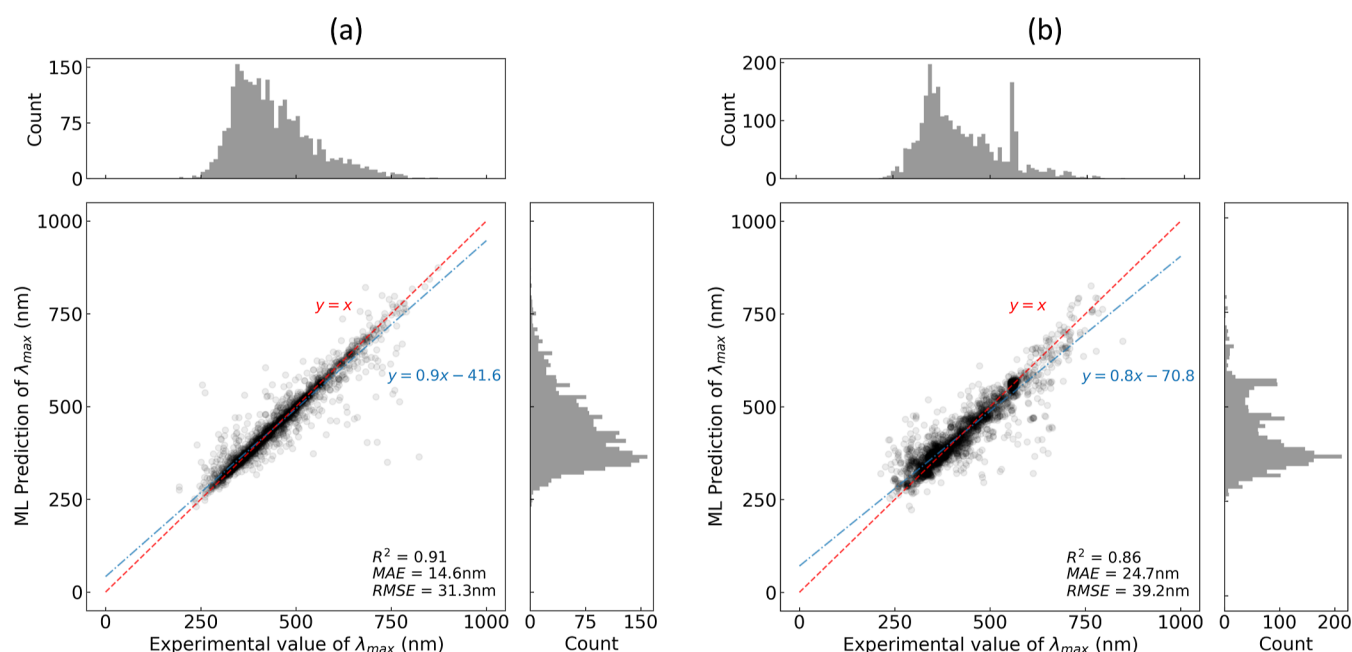 (a)
150
75
0
Count
1000
750
500
250
0
ML Prediction of λmax (nm)
y = x
y = 0.9x − 41.6
R² = 0.91
MAE = 14.6nm
RMSE = 31.3nm
0 250 500 750 1000
Experimental value of λmax (nm)
0 150
Count
(b)
200
100
0
Count
1000
750
500
250
0
ML Prediction of λmax (nm)
y = x
y = 0.8x − 70.8
R² = 0.86
MAE = 24.7nm
RMSE = 39.2nm
0 250 500 750 1000
Experimental value of λmax (nm)
0 100 200
Count